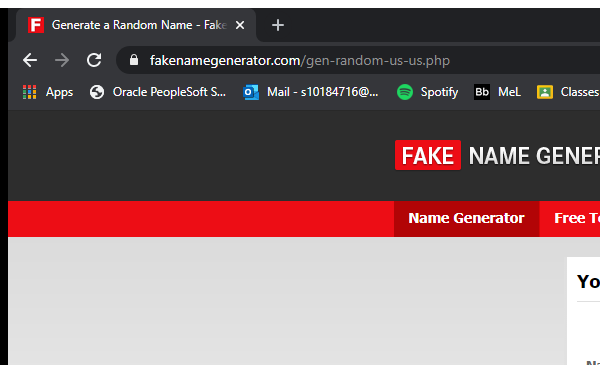 Generate a Random Name - Fake
fakenamegenerator.com/gen-random-us-us.php
Apps Oracle PeopleSoft S... Mail - s10184716@... Spotify Bb MeL Classes
FAKE NAME GENER
Name Generator Free T
Yo